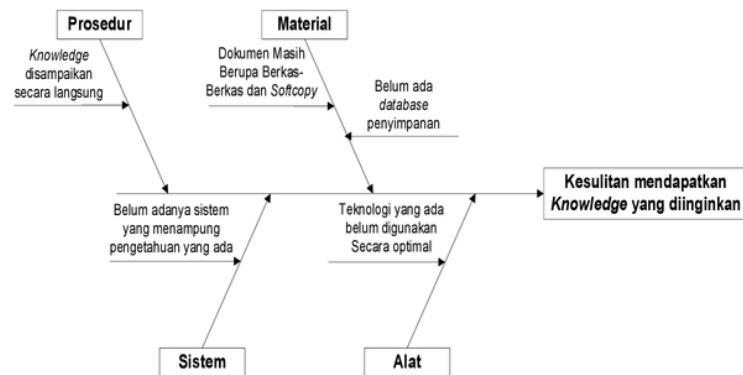 Prosedur
Knowledge
disampaikan
secara langsung
Material
Dokumen Masih
Berupa Berkas-
Berkas dan Softcopy
Belum ada
database
penyimpanan
Kesulitan mendapatkan
Knowledge yang diinginkan
Belum adanya sistem
yang menampung
pengetahuan yang ada
Teknologi yang ada
belum digunakan
Secara optimal
Sistem
Alat